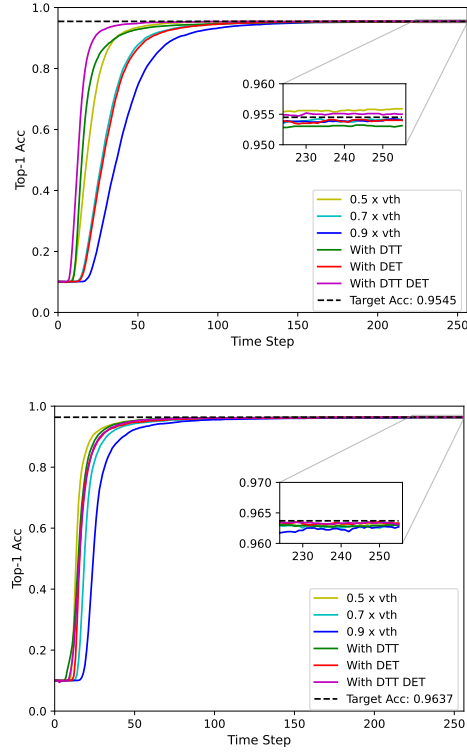 1.0
0.8
0.6
0.4
0.2
0.0
Top-1 Acc
0.960
0.955
0.950
230 240 250
0.5 x vth
0.7 x vth
0.9 x vth
With DTT
With DET
With DTT DET
Target Acc: 0.9545
0 50 100 150 200 250
Time Step
1.0
0.8
0.6
0.4
0.2
0.0
Top-1 Acc
0.970
0.965
0.960
230 240 250
0.5 x vth
0.7 x vth
0.9 x vth
With DTT
With DET
With DTT DET
Target Acc: 0.9637
0 50 100 150 200 250
Time Step